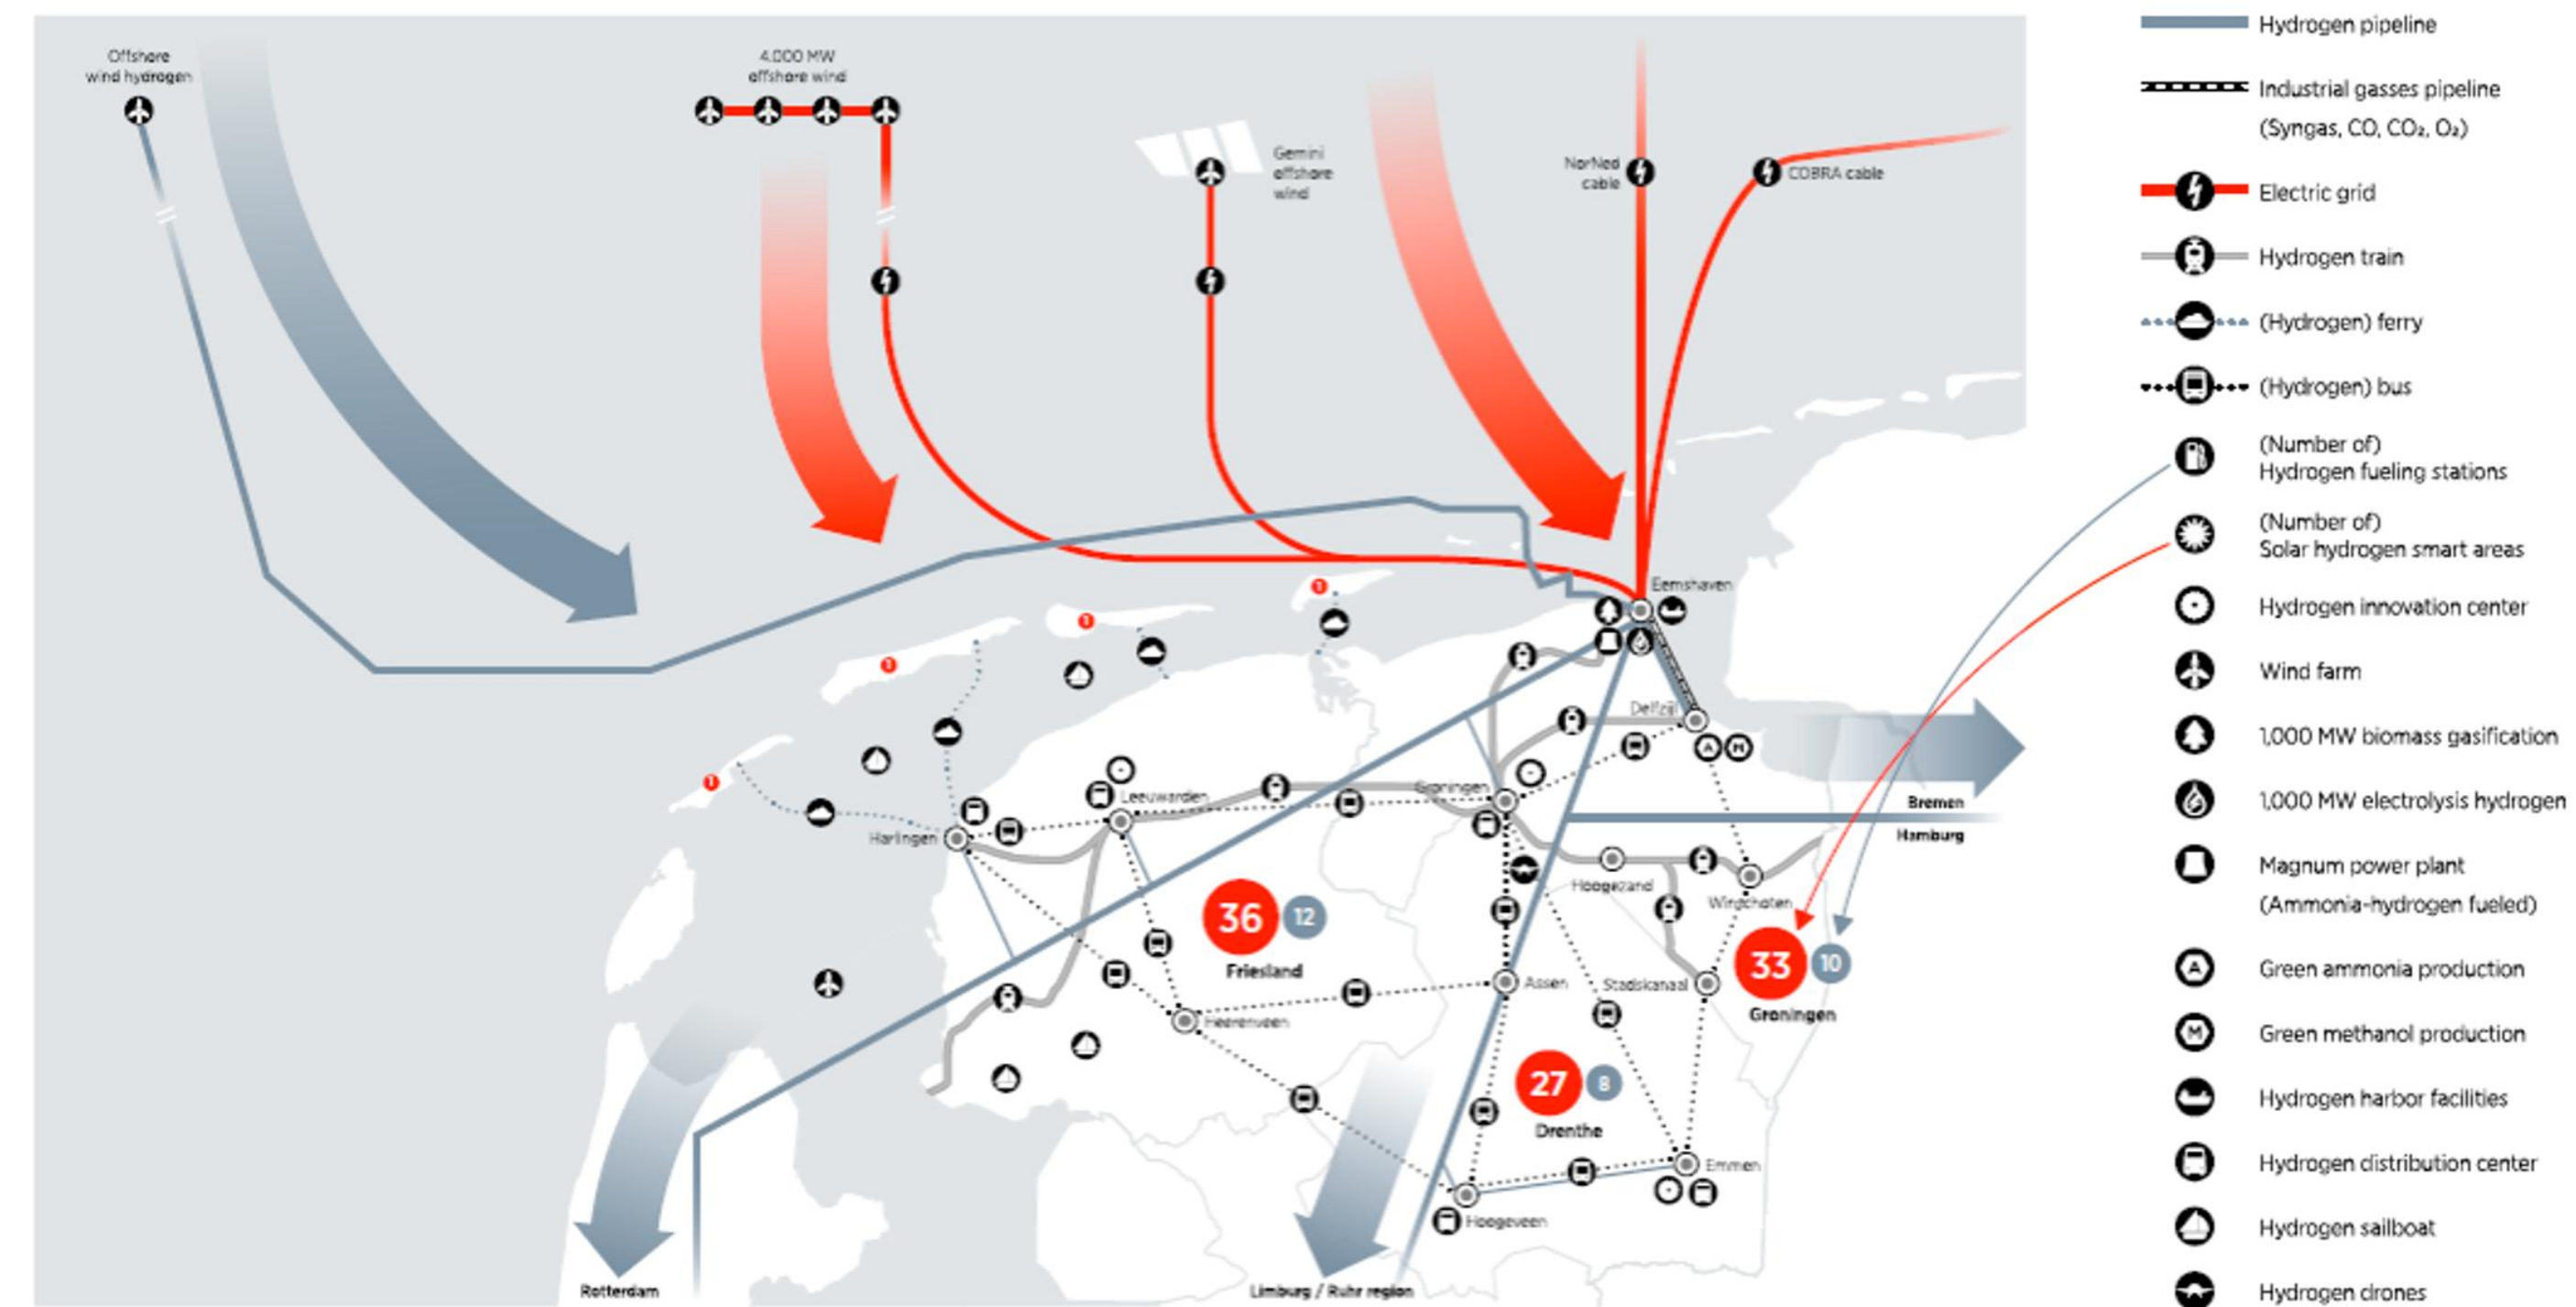 Offshore
wind hydrogen
4.000 MW
offshore wind
Gemini
offshore
wind
NorNed
cable
COBRA cable
Eemshaven
Delfzijl
1
1
1
1
Groningen
Leeuwarden
Harlingen
Bremen
Hamburg
Hoogezand
Winschoten
36
12
Friesland
33
10
Groningen
Assen
Stadskanaal
Heerenveen
27
8
Drenthe
Emmen
Hoogeveen
Rotterdam
Limburg / Ruhr region
Hydrogen pipeline
Industrial gasses pipeline
(Syngas, CO, CO₂, O₂)
Electric grid
Hydrogen train
(Hydrogen) ferry
(Hydrogen) bus
(Number of)
Hydrogen fueling stations
(Number of)
Solar hydrogen smart areas
Hydrogen innovation center
Wind farm
1,000 MW biomass gasification
1,000 MW electrolysis hydrogen
Magnum power plant
(Ammonia-hydrogen fueled)
A
M
A
Green ammonia production
M
Green methanol production
Hydrogen harbor facilities
Hydrogen distribution center
Hydrogen sailboat
Hydrogen drones